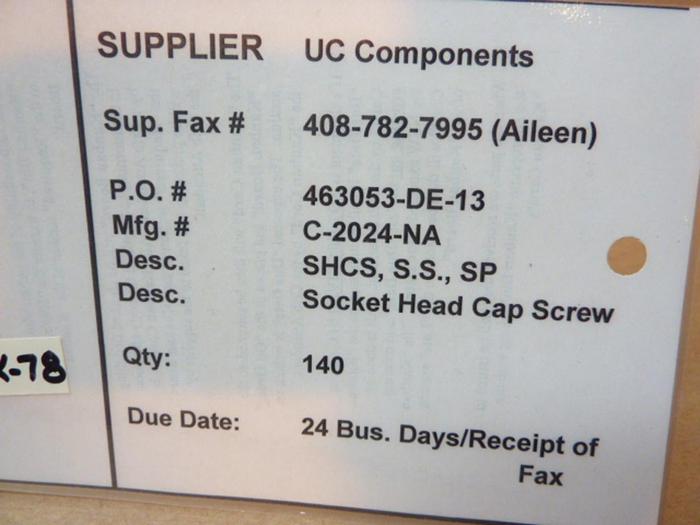 SUPPLIER UC Components
Sup. Fax # 408-782-7995 (Aileen)
P.O. # 463053-DE-13
Mfg. # C-2024-NA
Desc. SHCS, S.S., SP
Desc. Socket Head Cap Screw
-78
Qty: 140
Due Date: 24 Bus. Days/Receipt of
Fax